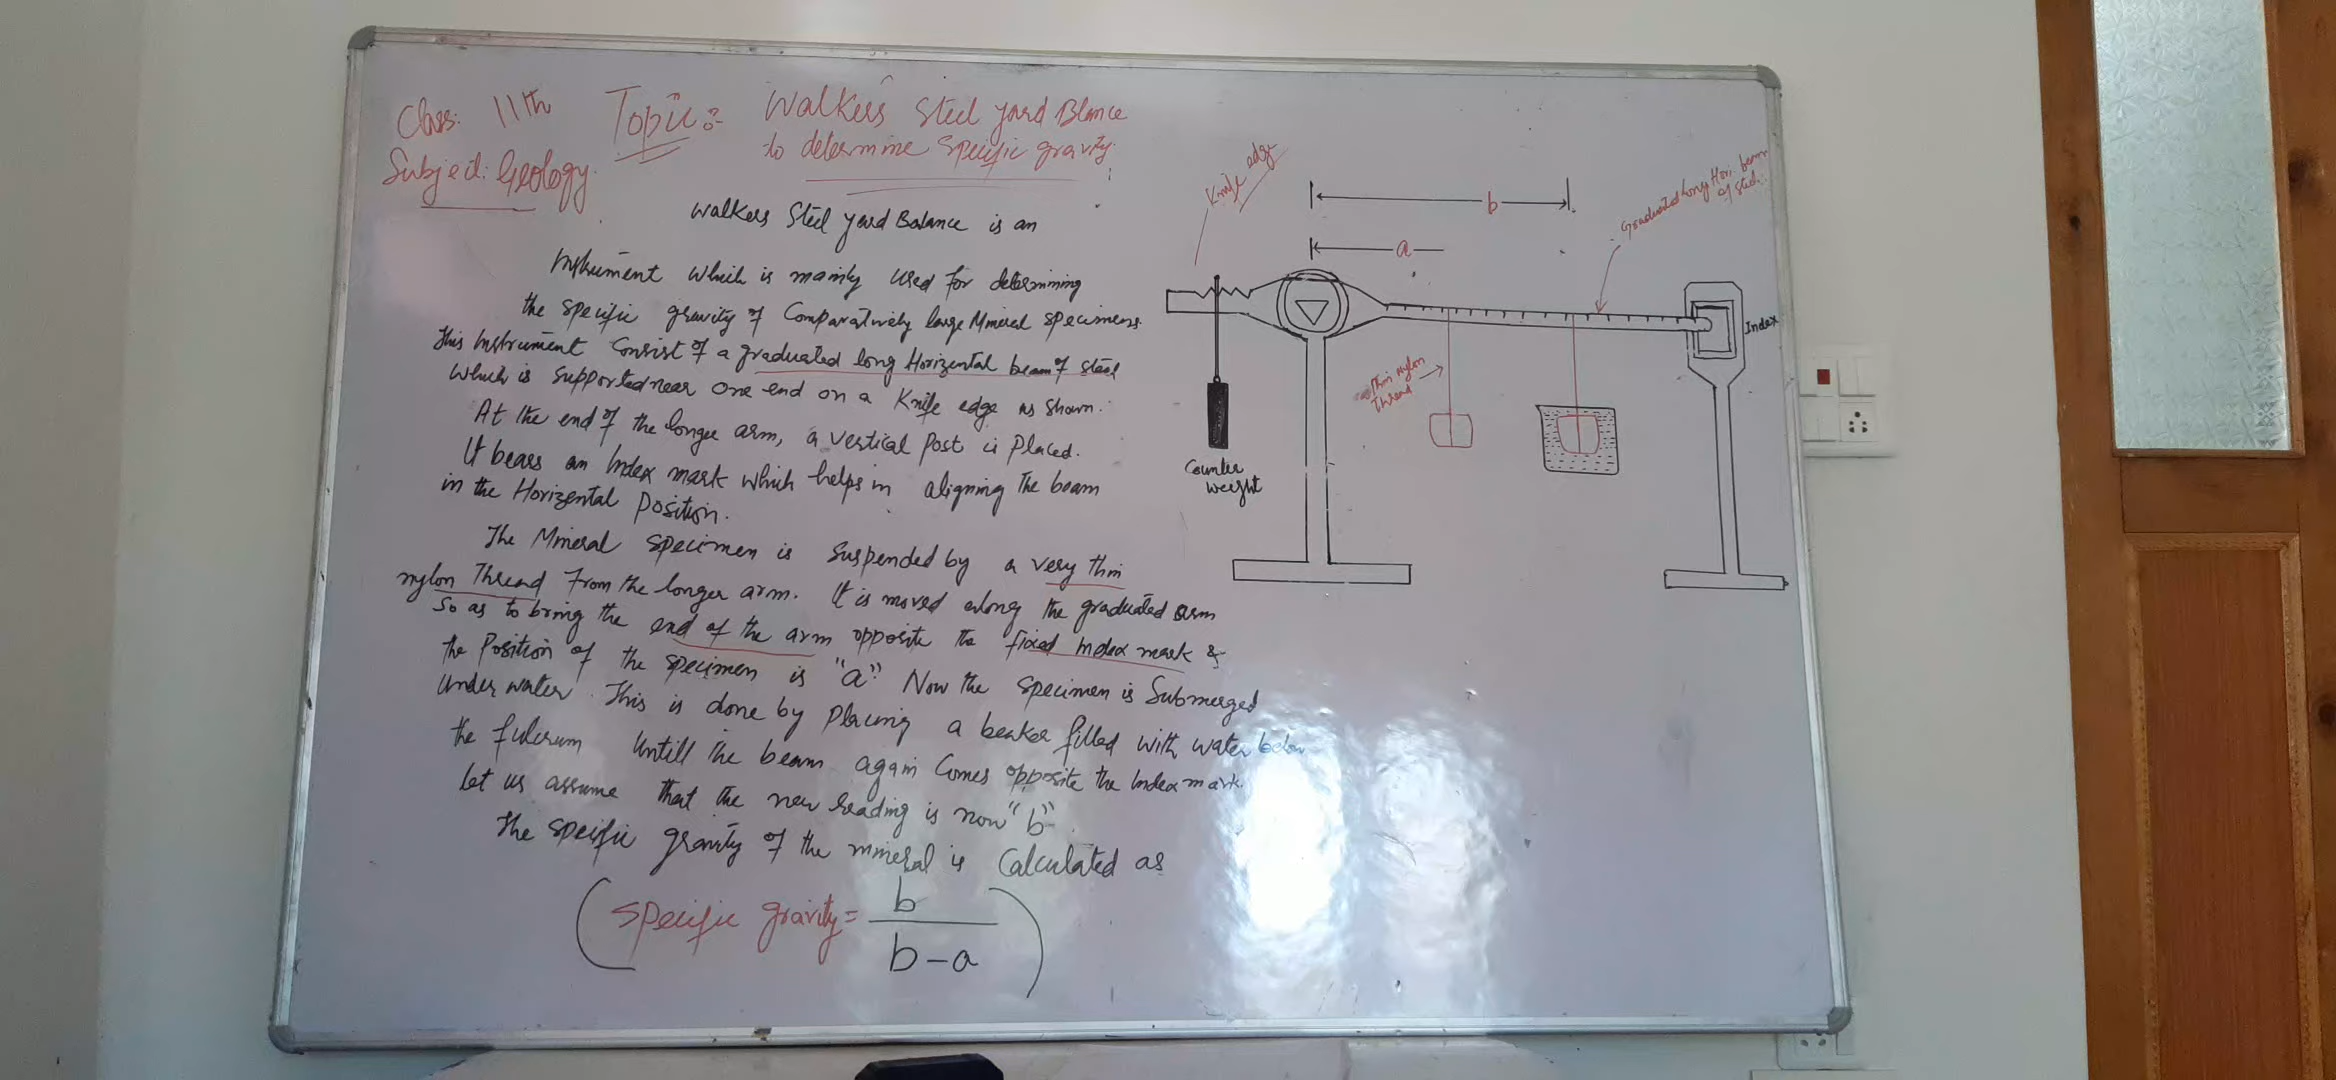 Class: 11th
Subject: Geology
Topic:- Walkers Steel yard Blance
to determine Specific gravity
Walkers Steel yard Balance is an
Instrument which is mainly used for determining
the specific gravity of Comparatively large Mineral specimens.
This Instrument Consist of a graduated long Horizental beam of steel
which is supported near one end on a Knife edge as shown.
At the end of the longer arm, a vertical Post is Placed.
It bears an Index mark which helps in aligning The beam
in the Horizental Position.
The Mineral specimen is suspended by a very thin
nylon Thread From the longer arm. It is moved along the graduated arm
So as to bring the end of the arm opposite the fixed Index mark &
the Position of the specimen is "a" Now the specimen is Submerged
under water. This is done by Placing a beaker filled with water below
the fulcrum Untill the beam again Comes opposite the Index mark.
Let us assume that the new reading is now "b"
The specific gravity of the mineral is Calculated as
(Specific gravity = b
b-a)
Knife edge
b
a
Graduated Long Hori. beam
of steel.
Index
thin nylon
Thread
Counter
weight